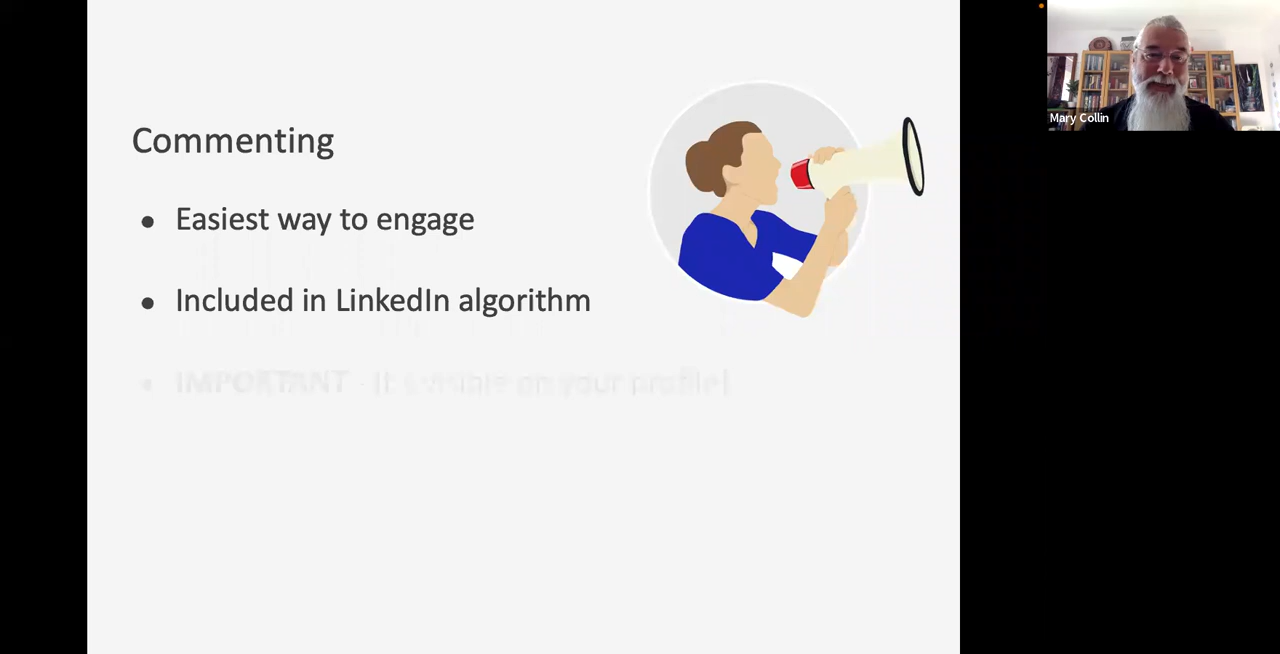 Commenting
• Easiest way to engage
• Included in LinkedIn algorithm
• IMPORTANT - It's visible on your profile!
Mary Collin